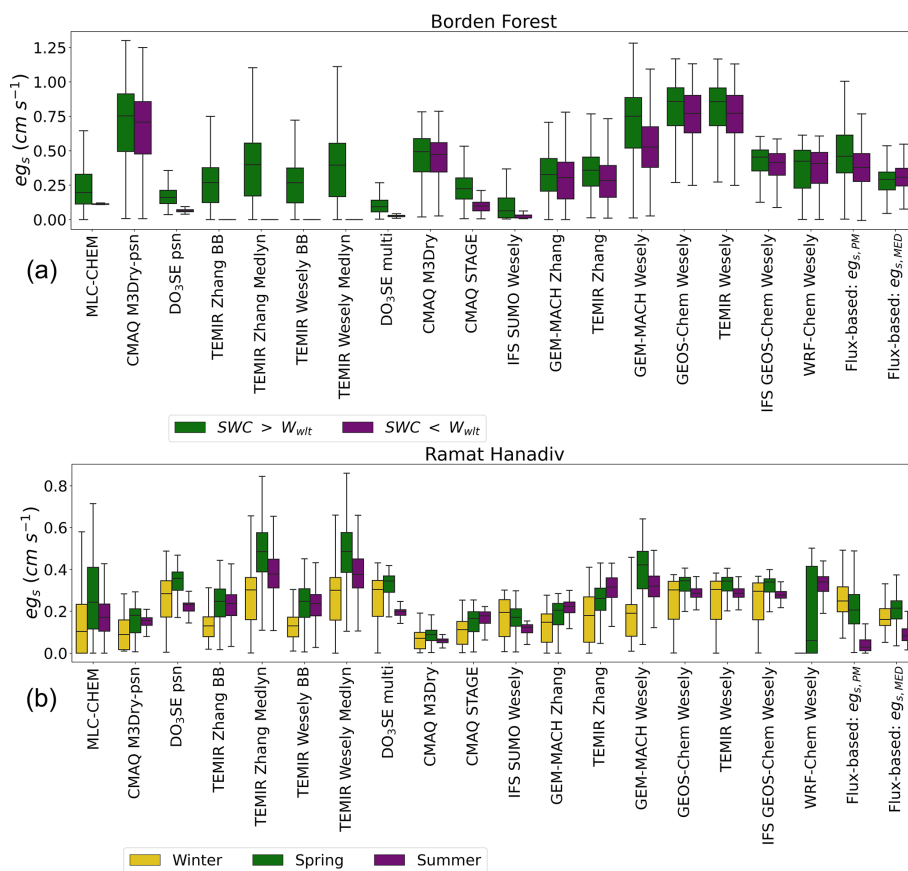 Borden Forest
eg_s (cm s⁻¹)
1.25
1.00
0.75
0.50
0.25
0.00
(a)
MLC-CHEM
CMAQ M3Dry-psn
DO₃SE psn
TEMIR Zhang BB
TEMIR Zhang Medlyn
TEMIR Wesely BB
TEMIR Wesely Medlyn
DO₃SE multi
CMAQ M3Dry
CMAQ STAGE
IFS SUMO Wesely
GEM-MACH Zhang
TEMIR Zhang
GEM-MACH Wesely
GEOS-Chem Wesely
TEMIR Wesely
IFS GEOS-Chem Wesely
WRF-Chem Wesely
Flux-based: eg_s,PM
Flux-based: eg_s,MED
SWC > W_wlt SWC < W_wlt
Ramat Hanadiv
eg_s (cm s⁻¹)
0.8
0.6
0.4
0.2
0.0
(b)
MLC-CHEM
CMAQ M3Dry-psn
DO₃SE psn
TEMIR Zhang BB
TEMIR Zhang Medlyn
TEMIR Wesely BB
TEMIR Wesely Medlyn
DO₃SE multi
CMAQ M3Dry
CMAQ STAGE
IFS SUMO Wesely
GEM-MACH Zhang
TEMIR Zhang
GEM-MACH Wesely
GEOS-Chem Wesely
TEMIR Wesely
IFS GEOS-Chem Wesely
WRF-Chem Wesely
Flux-based: eg_s,PM
Flux-based: eg_s,MED
Winter Spring Summer